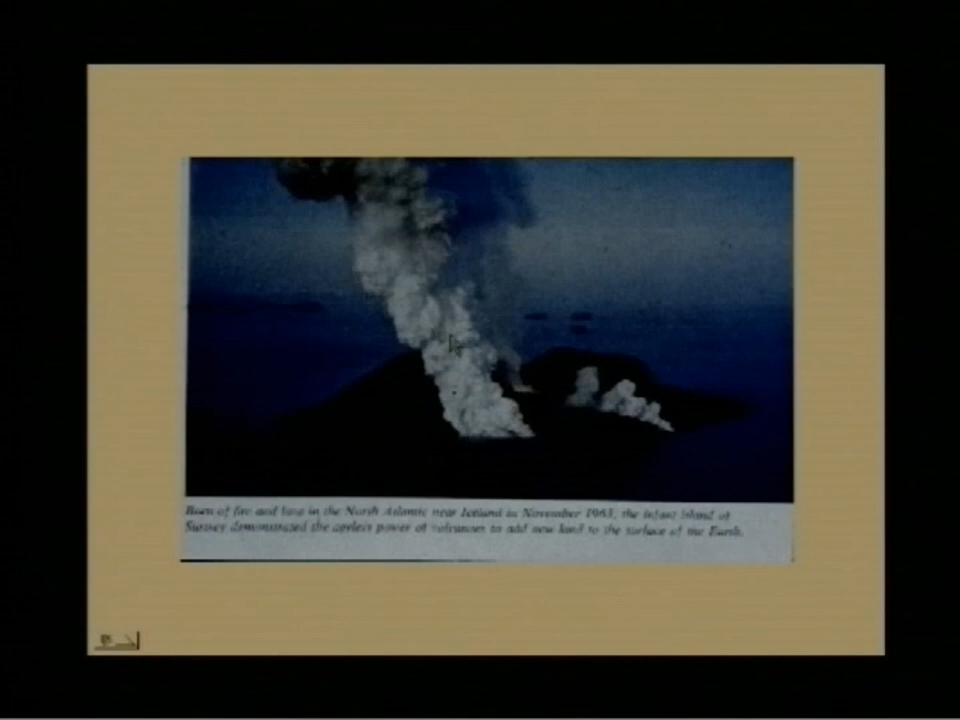 Born of fire and lava in the North Atlantic near Iceland in November 1963, the infant island of
Surtsey demonstrated the ageless power of volcanoes to add new land to the surface of the Earth.